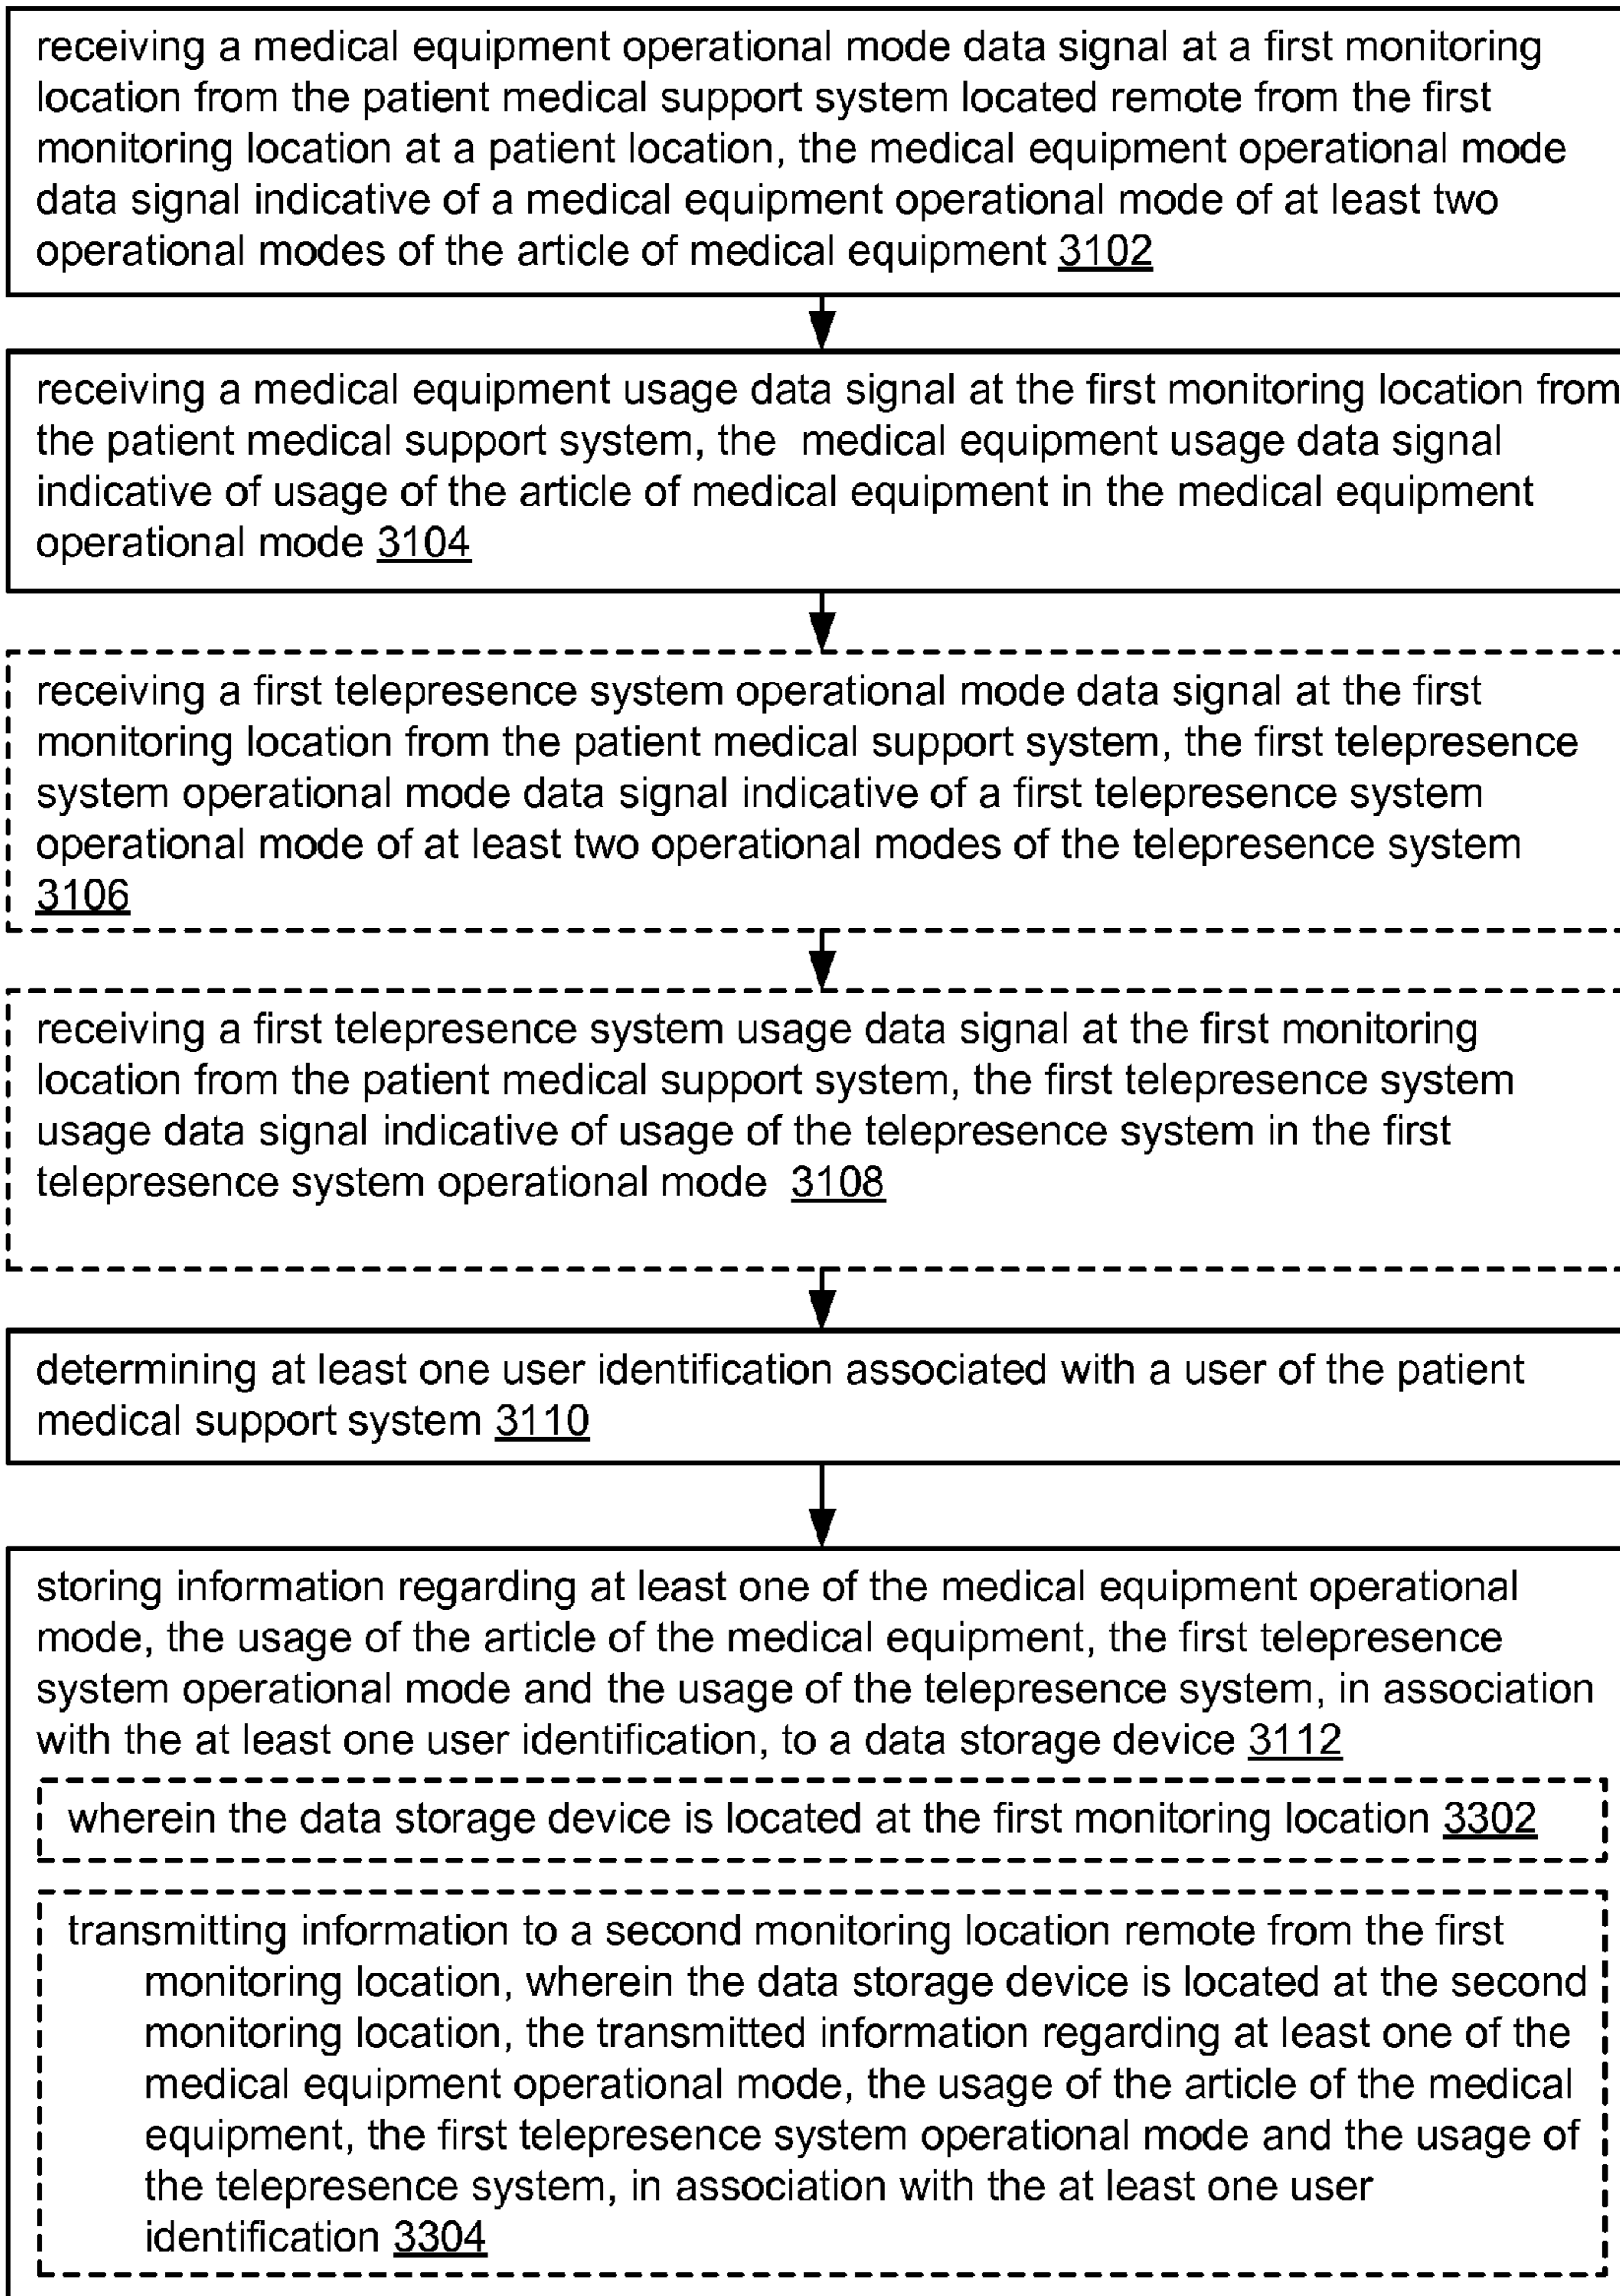 receiving a medical equipment operational mode data signal at a first monitoring
location from the patient medical support system located remote from the first
monitoring location at a patient location, the medical equipment operational mode
data signal indicative of a medical equipment operational mode of at least two
operational modes of the article of medical equipment 3102
receiving a medical equipment usage data signal at the first monitoring location from
the patient medical support system, the medical equipment usage data signal
indicative of usage of the article of medical equipment in the medical equipment
operational mode 3104
receiving a first telepresence system operational mode data signal at the first
monitoring location from the patient medical support system, the first telepresence
system operational mode data signal indicative of a first telepresence system
operational mode of at least two operational modes of the telepresence system
3106
receiving a first telepresence system usage data signal at the first monitoring
location from the patient medical support system, the first telepresence system
usage data signal indicative of usage of the telepresence system in the first
telepresence system operational mode 3108
determining at least one user identification associated with a user of the patient
medical support system 3110
storing information regarding at least one of the medical equipment operational
mode, the usage of the article of the medical equipment, the first telepresence
system operational mode and the usage of the telepresence system, in association
with the at least one user identification, to a data storage device 3112
wherein the data storage device is located at the first monitoring location 3302
transmitting information to a second monitoring location remote from the first
monitoring location, wherein the data storage device is located at the second
monitoring location, the transmitted information regarding at least one of the
medical equipment operational mode, the usage of the article of the medical
equipment, the first telepresence system operational mode and the usage of
the telepresence system, in association with the at least one user
identification 3304